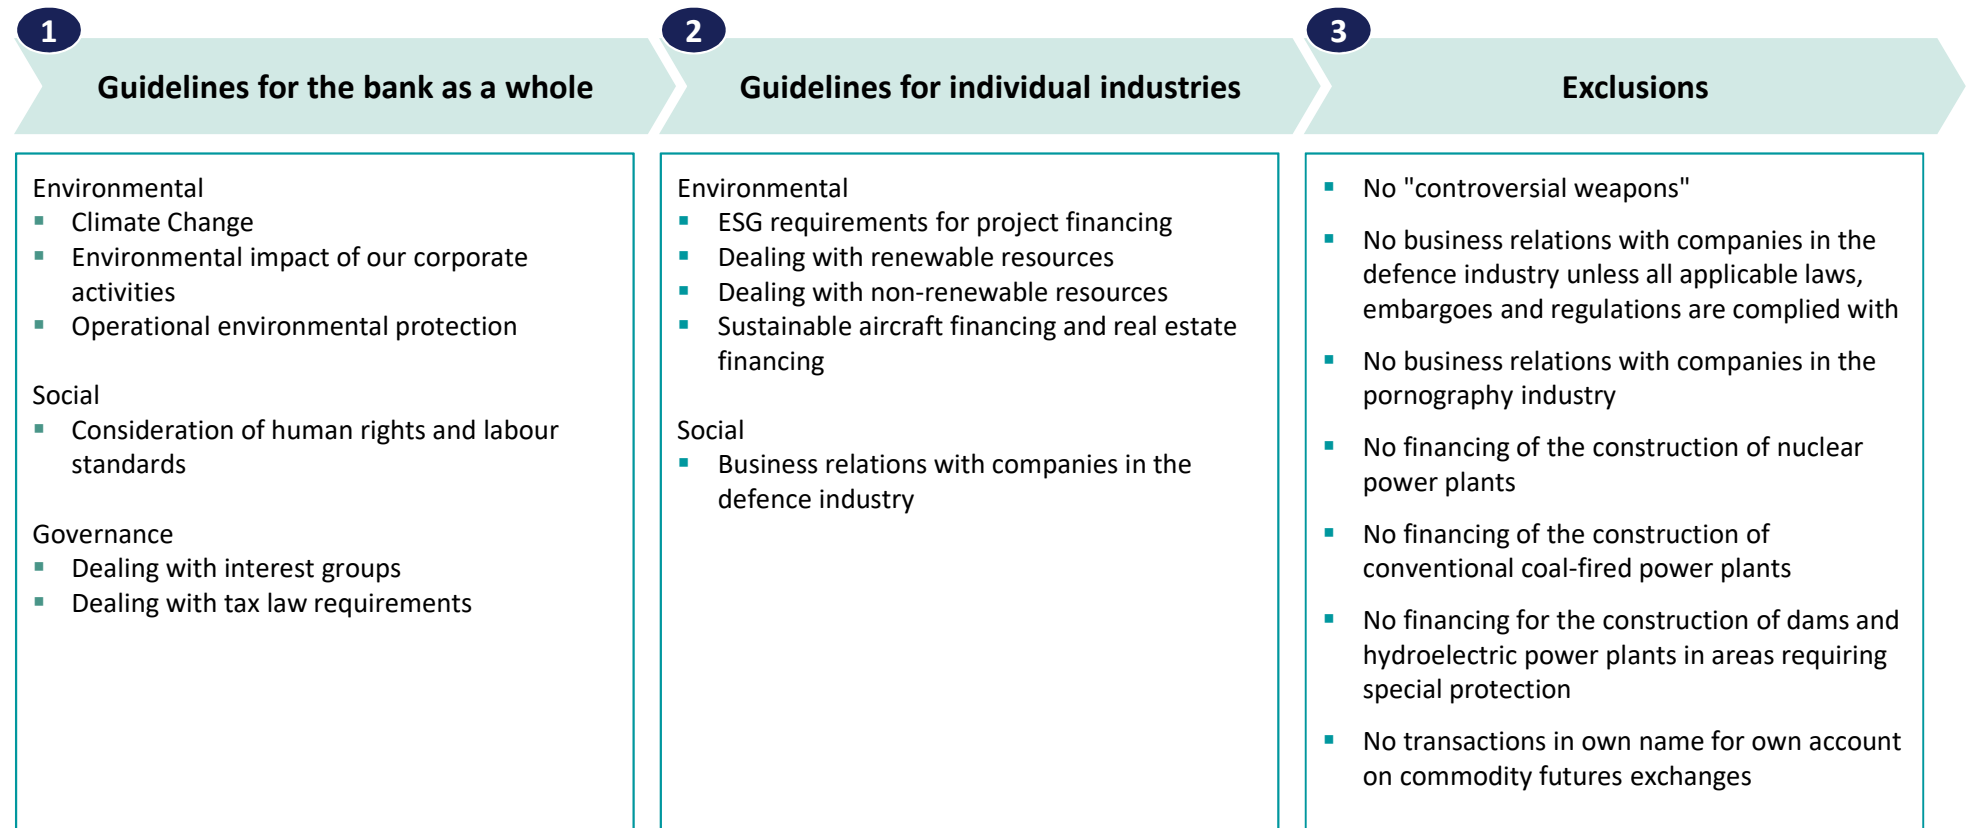 1
Guidelines for the bank as a whole
Environmental
▪ Climate Change
▪ Environmental impact of our corporate
activities
▪ Operational environmental protection
Social
▪ Consideration of human rights and labour
standards
Governance
▪ Dealing with interest groups
▪ Dealing with tax law requirements
2
Guidelines for individual industries
Environmental
▪ ESG requirements for project financing
▪ Dealing with renewable resources
▪ Dealing with non-renewable resources
▪ Sustainable aircraft financing and real estate
financing
Social
▪ Business relations with companies in the
defence industry
3
Exclusions
▪ No "controversial weapons"
▪ No business relations with companies in the
defence industry unless all applicable laws,
embargoes and regulations are complied with
▪ No business relations with companies in the
pornography industry
▪ No financing of the construction of nuclear
power plants
▪ No financing of the construction of
conventional coal-fired power plants
▪ No financing for the construction of dams and
hydroelectric power plants in areas requiring
special protection
▪ No transactions in own name for own account
on commodity futures exchanges